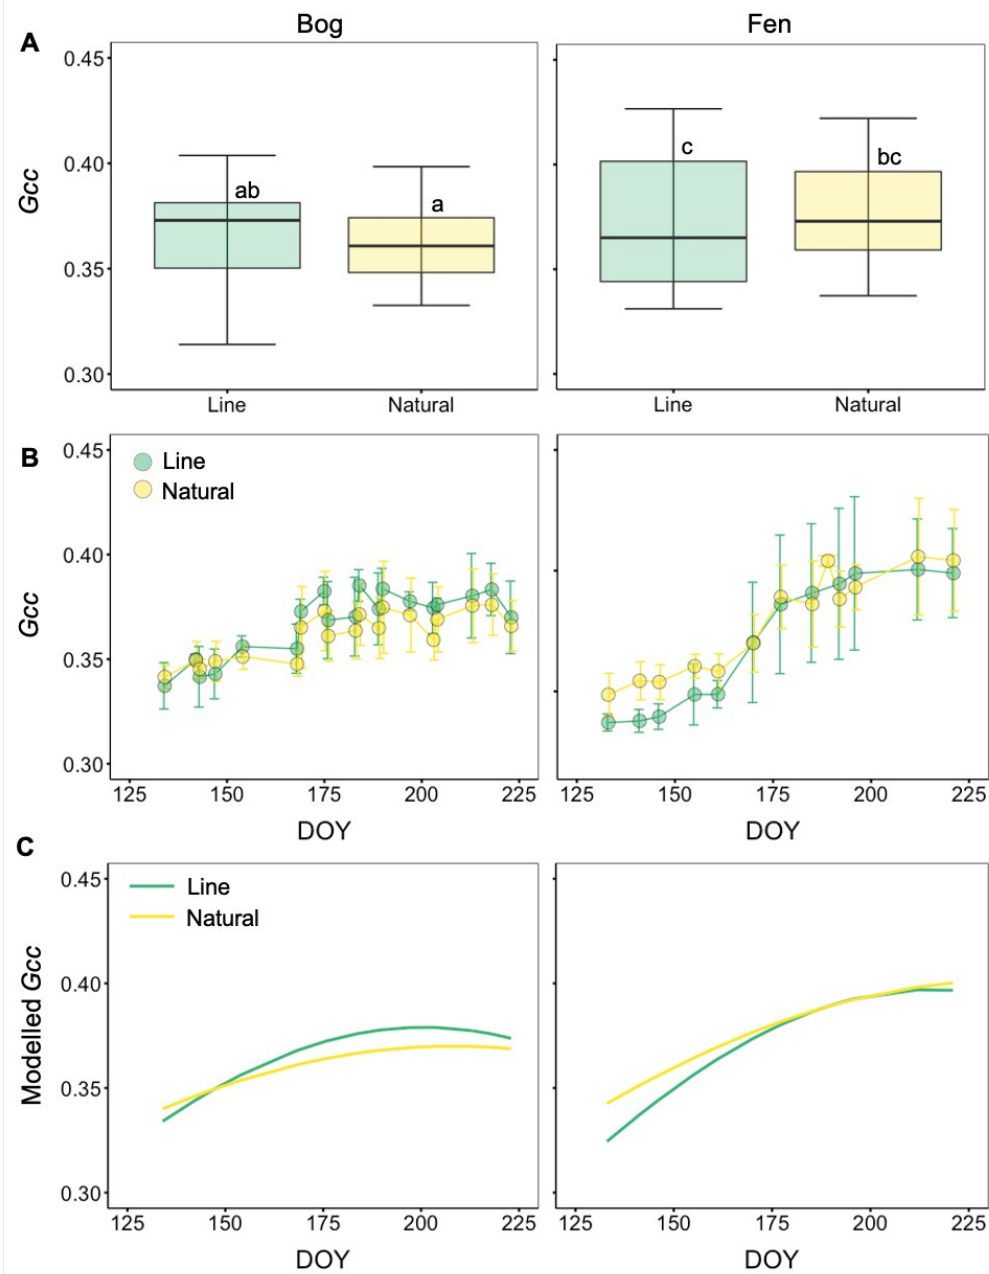 Bog Fen
A
0.45
0.40
0.35
0.30
Gcc
ab
a
c
bc
Line Natural Line Natural
B
0.45
0.40
0.35
0.30
Gcc
Line
Natural
125 150 175 200 225 125 150 175 200 225
DOY DOY
C
0.45
0.40
0.35
0.30
Modelled Gcc
Line
Natural
125 150 175 200 225 125 150 175 200 225
DOY DOY